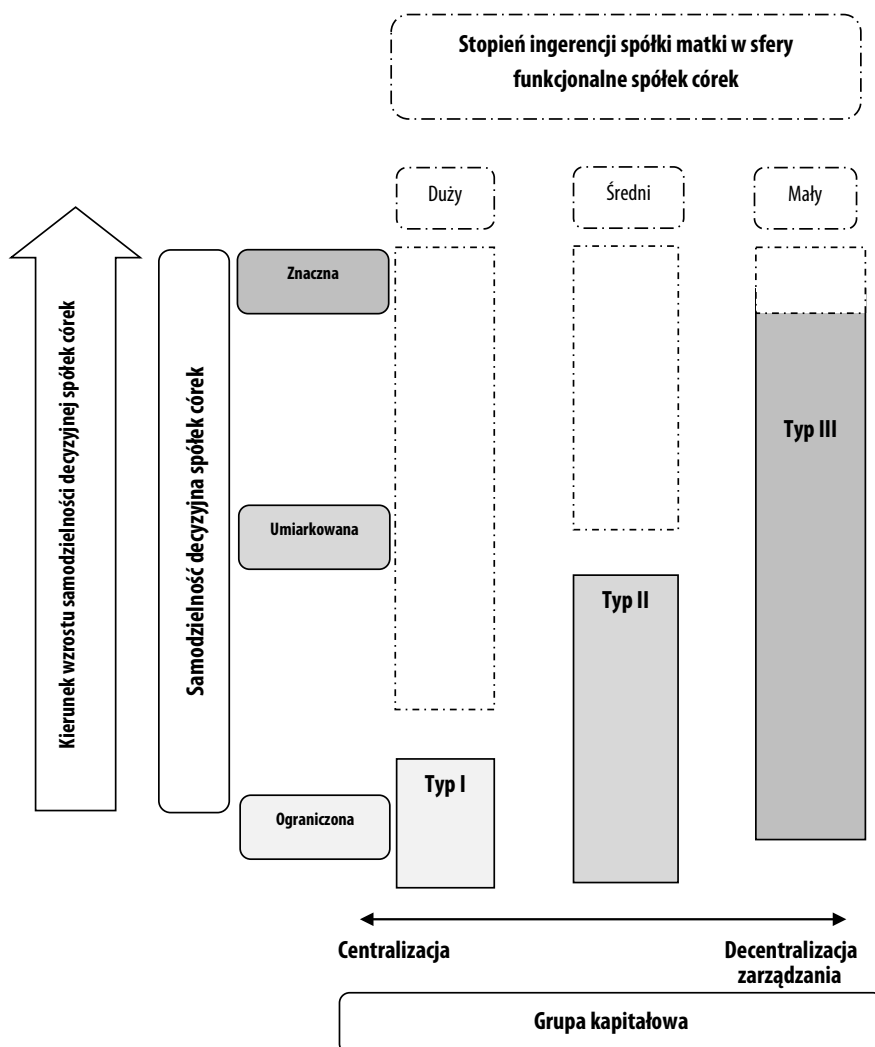 Stopień ingerencji spółki matki w sfery
funkcjonalne spółek córek
Duży
Średni
Mały
Kierunek wzrostu samodzielności decyzyjnej spółek córek
Samodzielność decyzyjna spółek córek
Znaczna
Umiarkowana
Ograniczona
Typ I
Typ II
Typ III
Centralizacja
Decentralizacja
zarządzania
Grupa kapitałowa